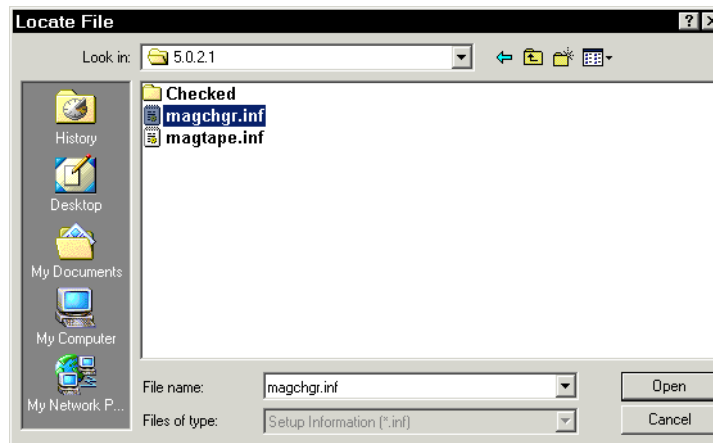 Locate File
Look in: 5.0.2.1
Checked
magchgr.inf
magtape.inf
History
Desktop
My Documents
My Computer
My Network P...
File name: magchgr.inf Open
Files of type: Setup Information (*.inf) Cancel